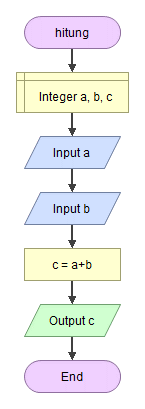 hitung
Integer a, b, c
Input a
Input b
c = a+b
Output c
End